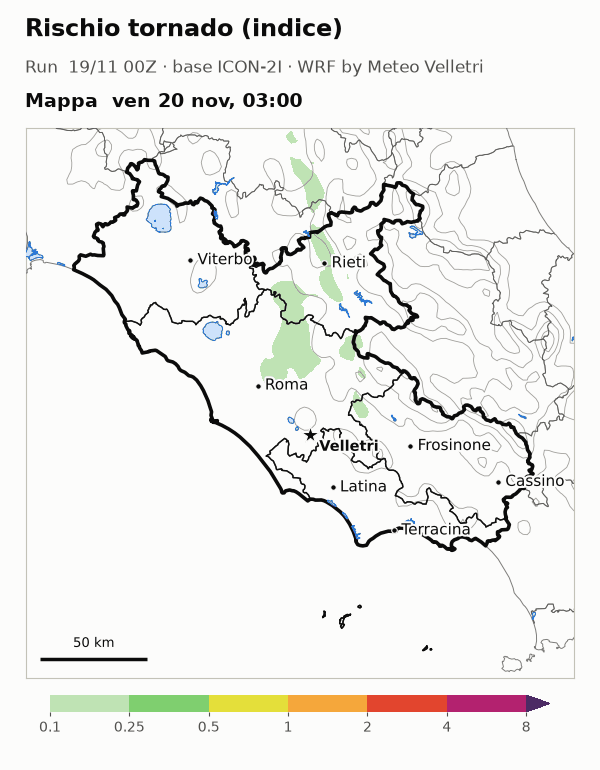 Rischio tornado (indice)
Run  19/11 00Z · base ICON-2I · WRF by Meteo Velletri
Mappa  ven 20 nov, 03:00
Viterbo
Rieti
Roma
Velletri
Frosinone
Latina
Cassino
Terracina
50 km
0.1 0.25 0.5 1 2 4 8